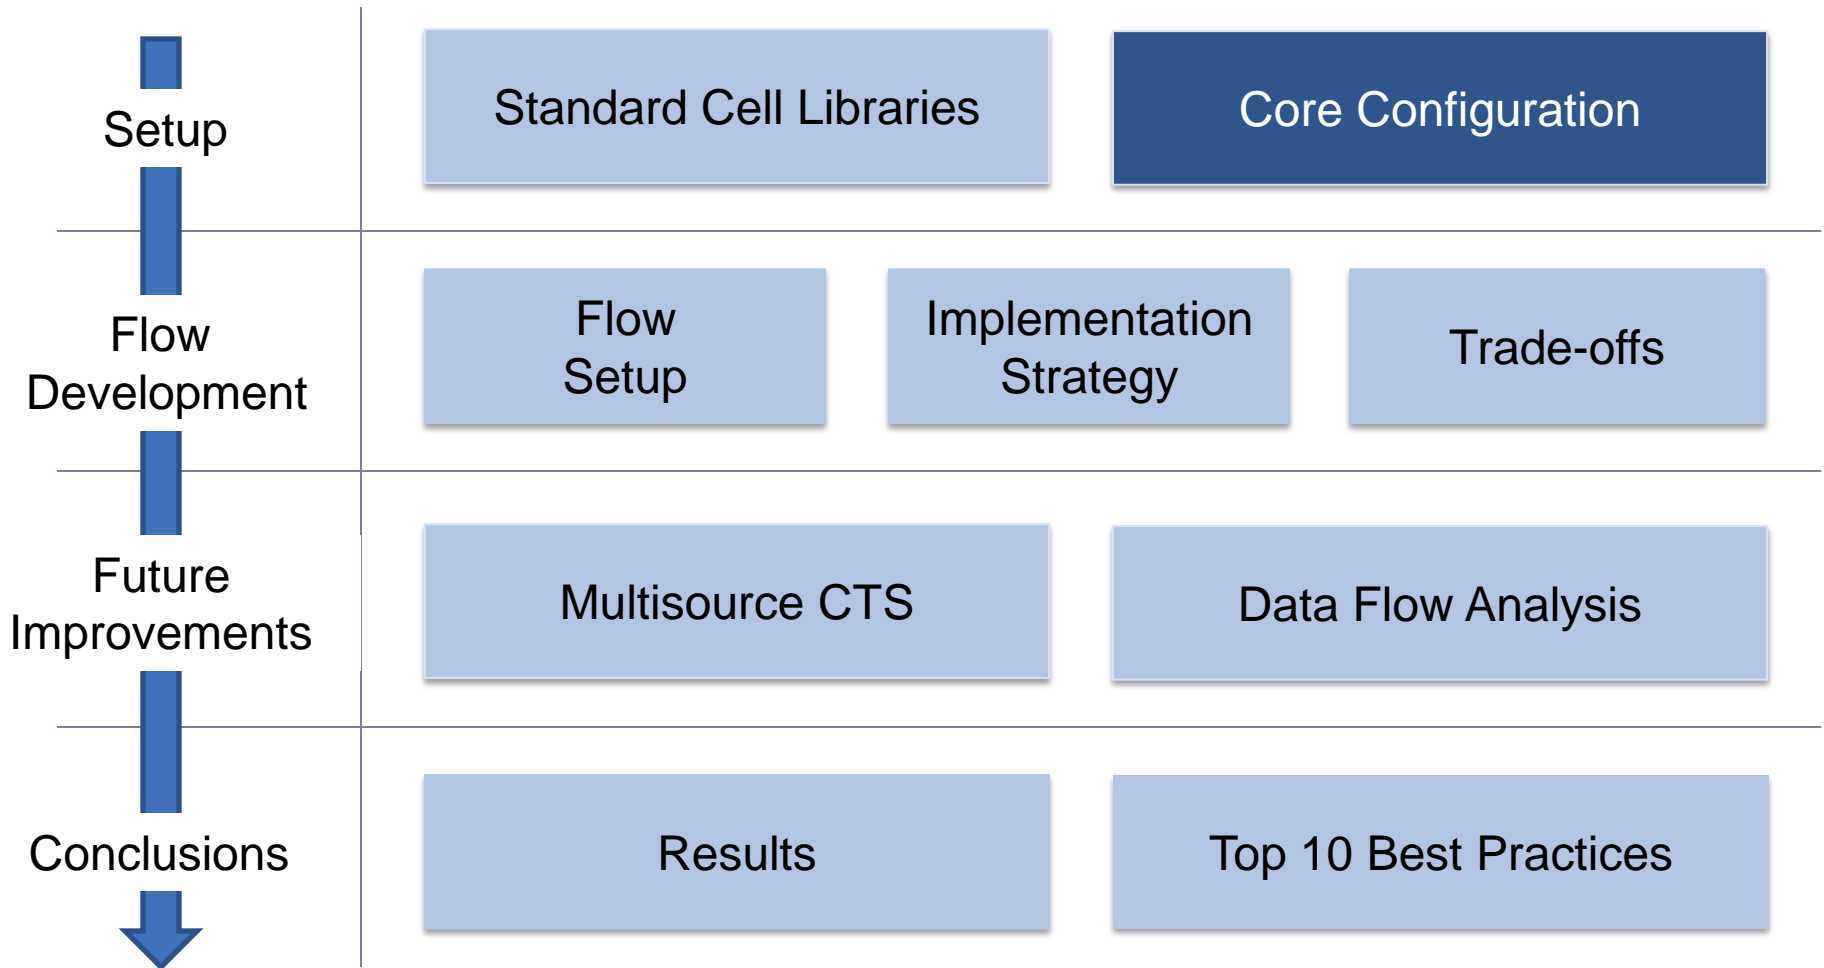 Setup
Standard Cell Libraries
Core Configuration
Flow
Development
Flow
Setup
Implementation
Strategy
Trade-offs
Future
Improvements
Multisource CTS
Data Flow Analysis
Conclusions
Results
Top 10 Best Practices